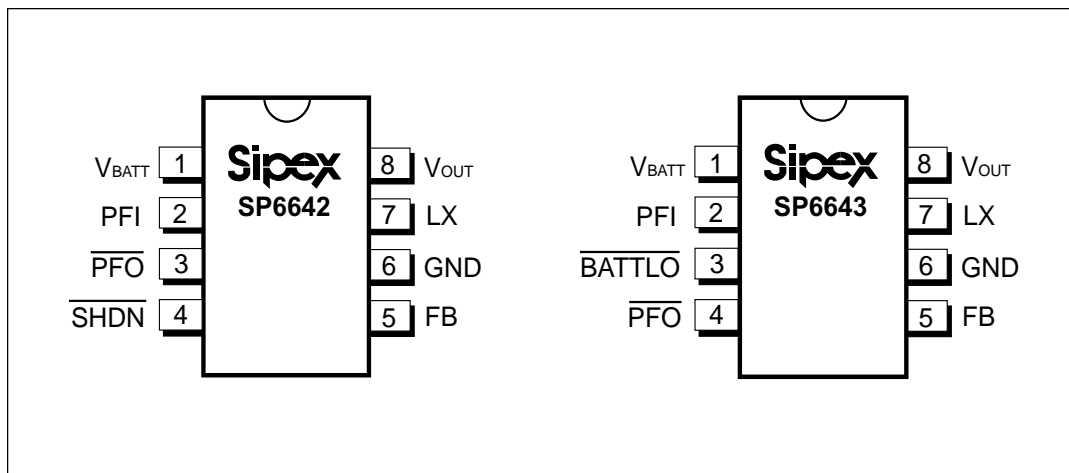 Sipex
SP6642
VBATT 1
PFI 2
PFO 3
SHDN 4
8 VOUT
7 LX
6 GND
5 FB
Sipex
SP6643
VBATT 1
PFI 2
BATTLO 3
PFO 4
8 VOUT
7 LX
6 GND
5 FB